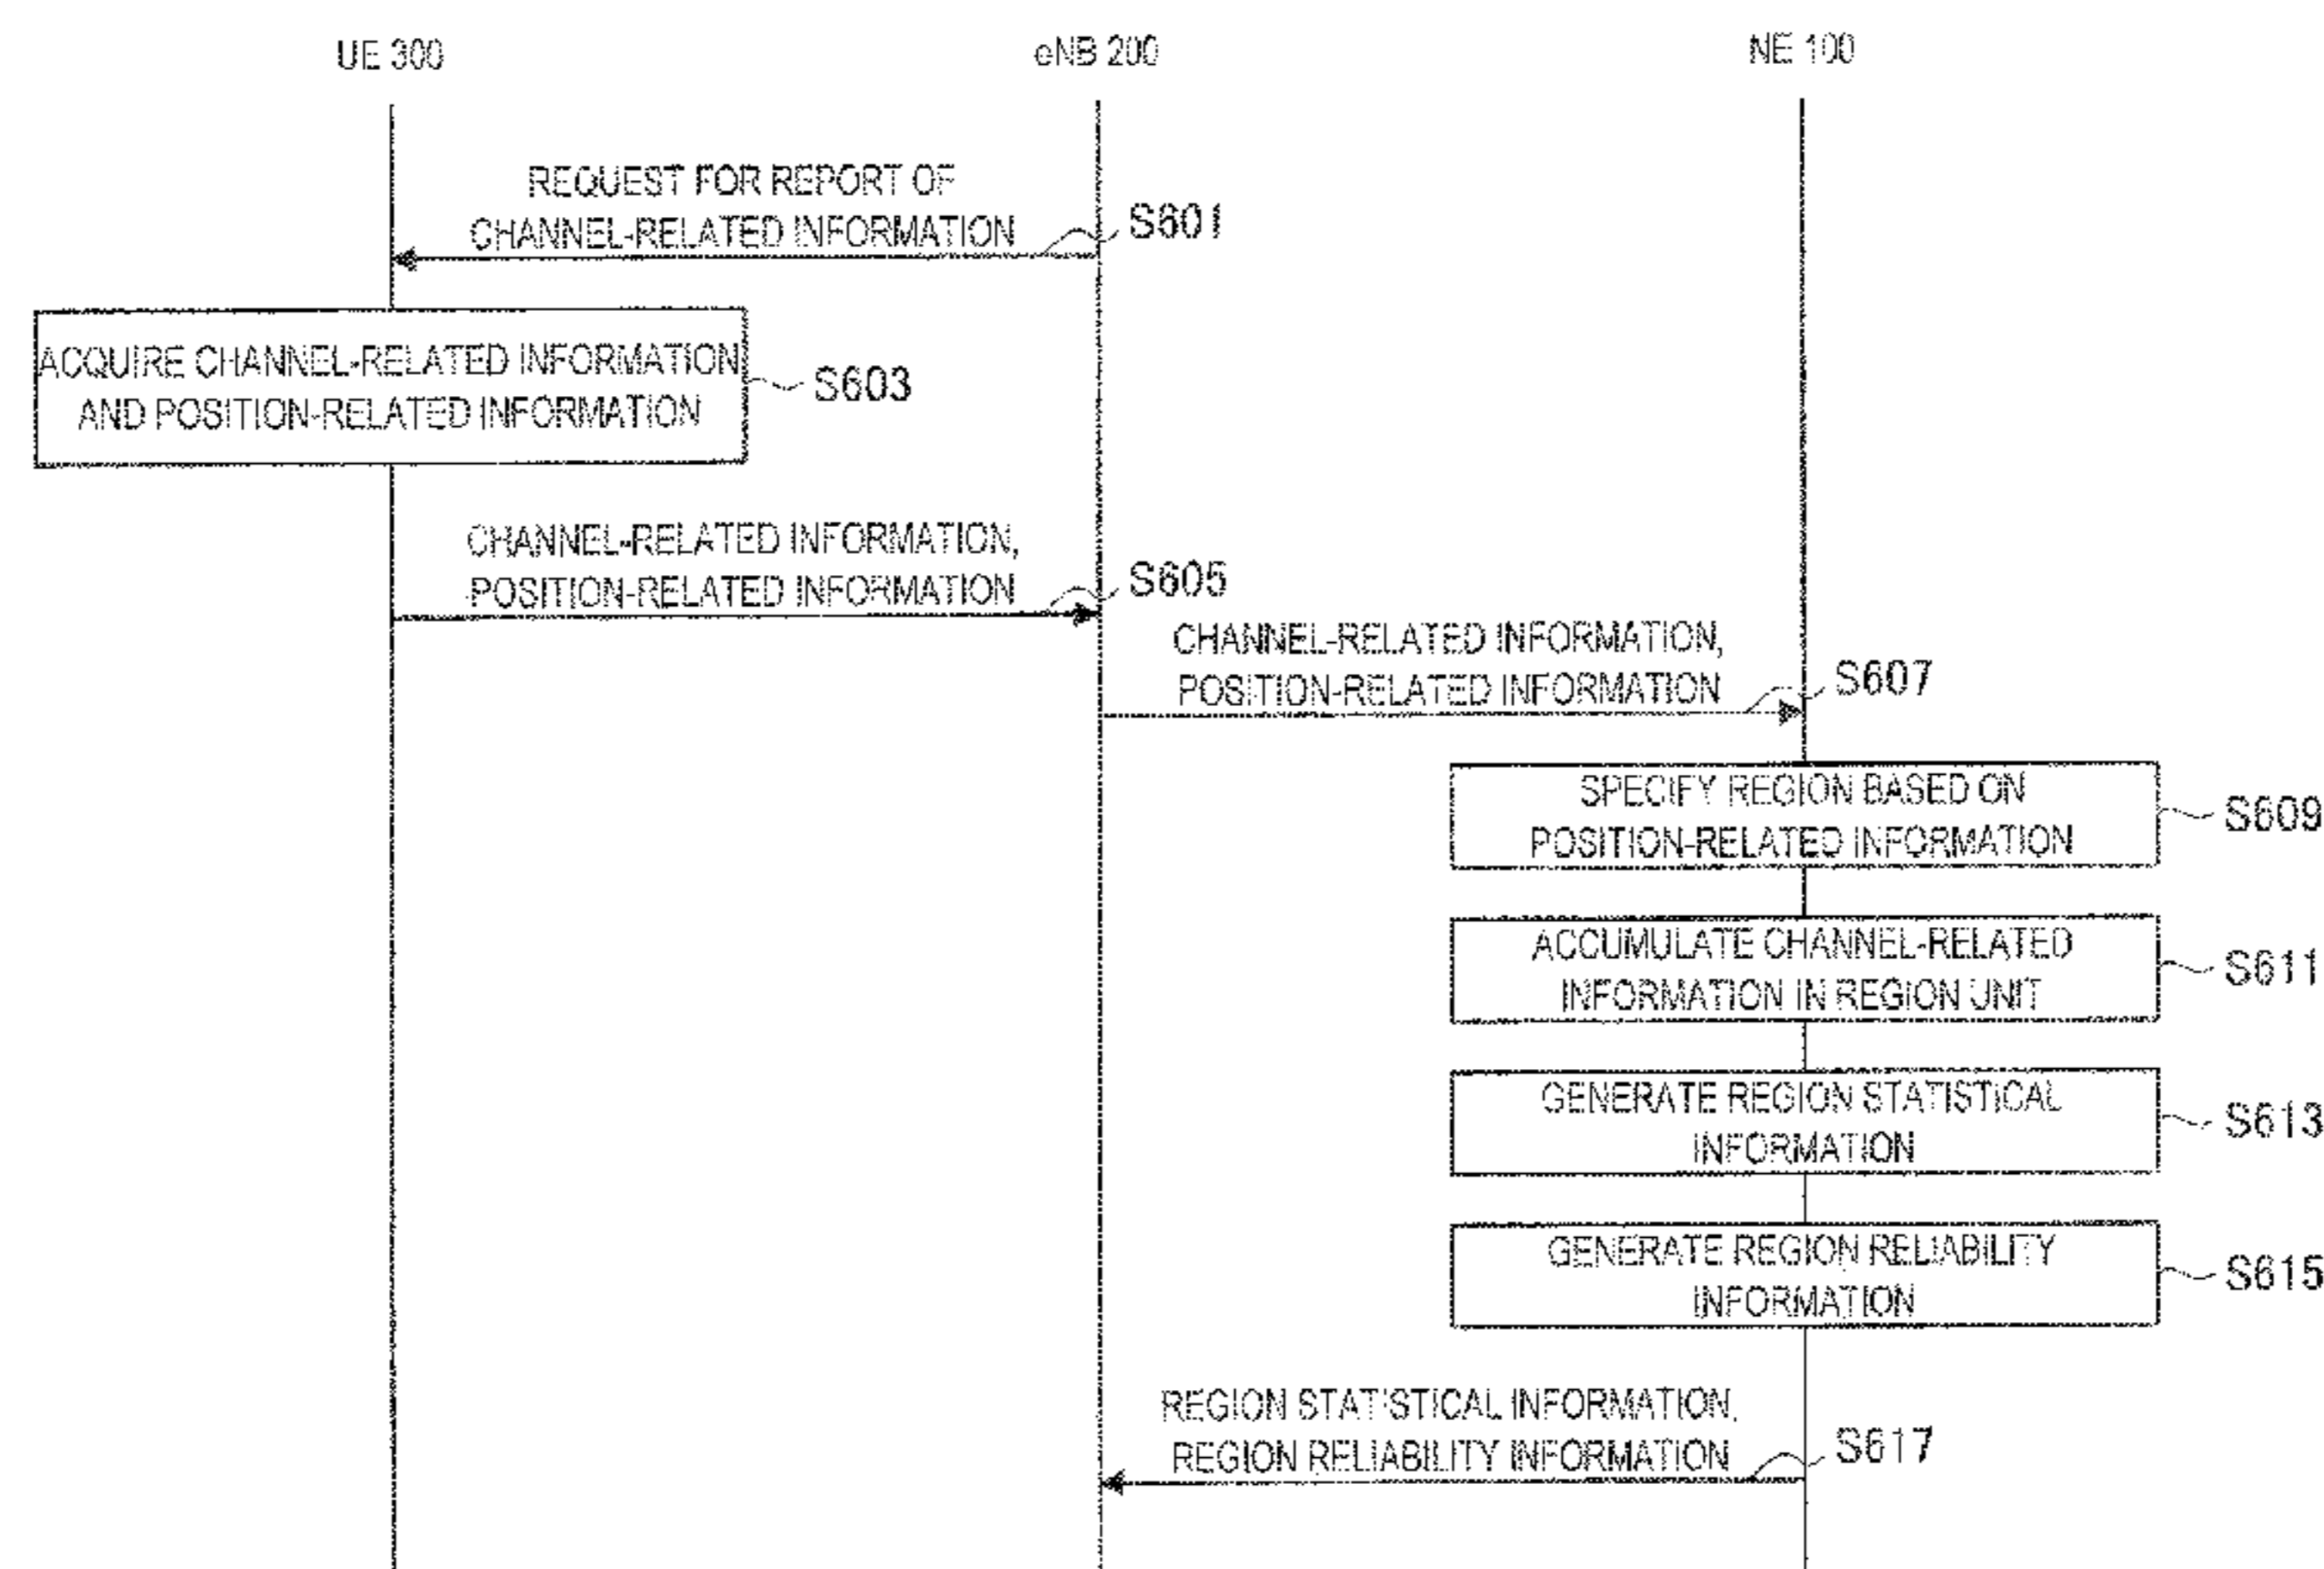 UE 300
eNB 200
NE 100
REQUEST FOR REPORT OF
CHANNEL-RELATED INFORMATION
S601
ACQUIRE CHANNEL-RELATED INFORMATION
AND POSITION-RELATED INFORMATION
S603
CHANNEL-RELATED INFORMATION,
POSITION-RELATED INFORMATION
S605
CHANNEL-RELATED INFORMATION,
POSITION-RELATED INFORMATION
S607
SPECIFY REGION BASED ON
POSITION-RELATED INFORMATION
S609
ACCUMULATE CHANNEL-RELATED
INFORMATION IN REGION UNIT
S611
GENERATE REGION STATISTICAL
INFORMATION
S613
GENERATE REGION RELIABILITY
INFORMATION
S615
REGION STATISTICAL INFORMATION,
REGION RELIABILITY INFORMATION
S617